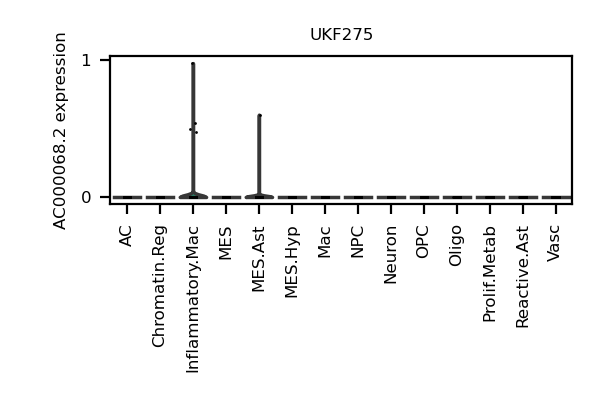 UKF275
AC000068.2 expression
1
0
AC
Chromatin.Reg
Inflammatory.Mac
MES
MES.Ast
MES.Hyp
Mac
NPC
Neuron
OPC
Oligo
Prolif.Metab
Reactive.Ast
Vasc